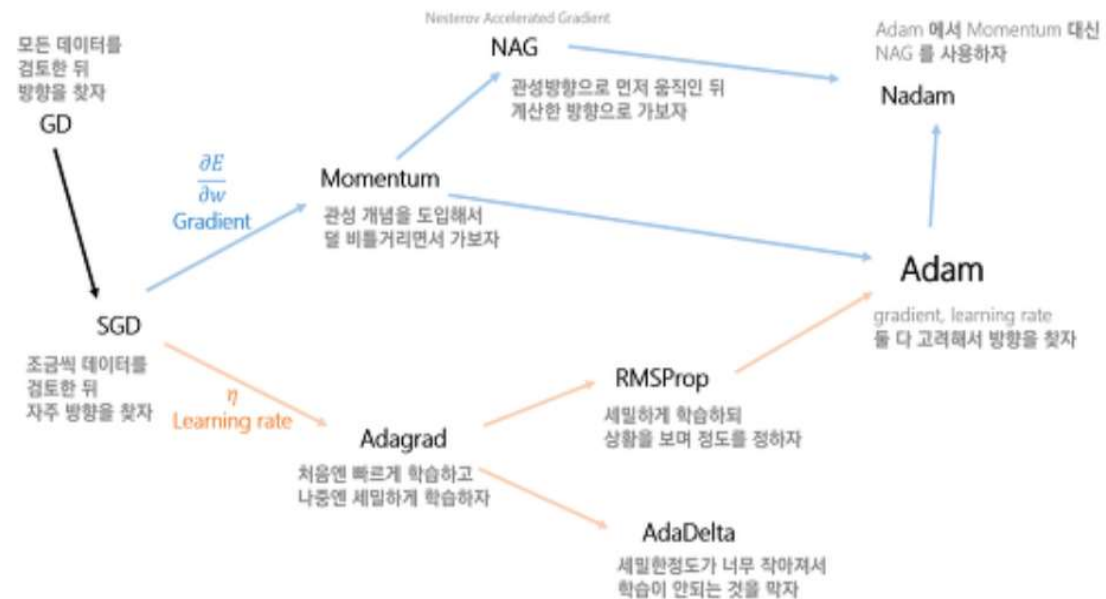 모든 데이터를
검토한 뒤
방향을 찾자
GD
Nesterov Accelerated Gradient
NAG
관성방향으로 먼저 움직인 뒤
계산한 방향으로 가보자
Adam 에서 Momentum 대신
NAG 를 사용하자
Nadam
∂E
∂w
Gradient
Momentum
관성 개념을 도입해서
덜 비틀거리면서 가보자
Adam
gradient, learning rate
둘 다 고려해서 방향을 찾자
SGD
조금씩 데이터를
검토한 뒤
자주 방향을 찾자
η
Learning rate
Adagrad
처음엔 빠르게 학습하고
나중엔 세밀하게 학습하자
RMSProp
세밀하게 학습하되
상황을 보며 정도를 정하자
AdaDelta
세밀한정도가 너무 작아져서
학습이 안되는 것을 막자